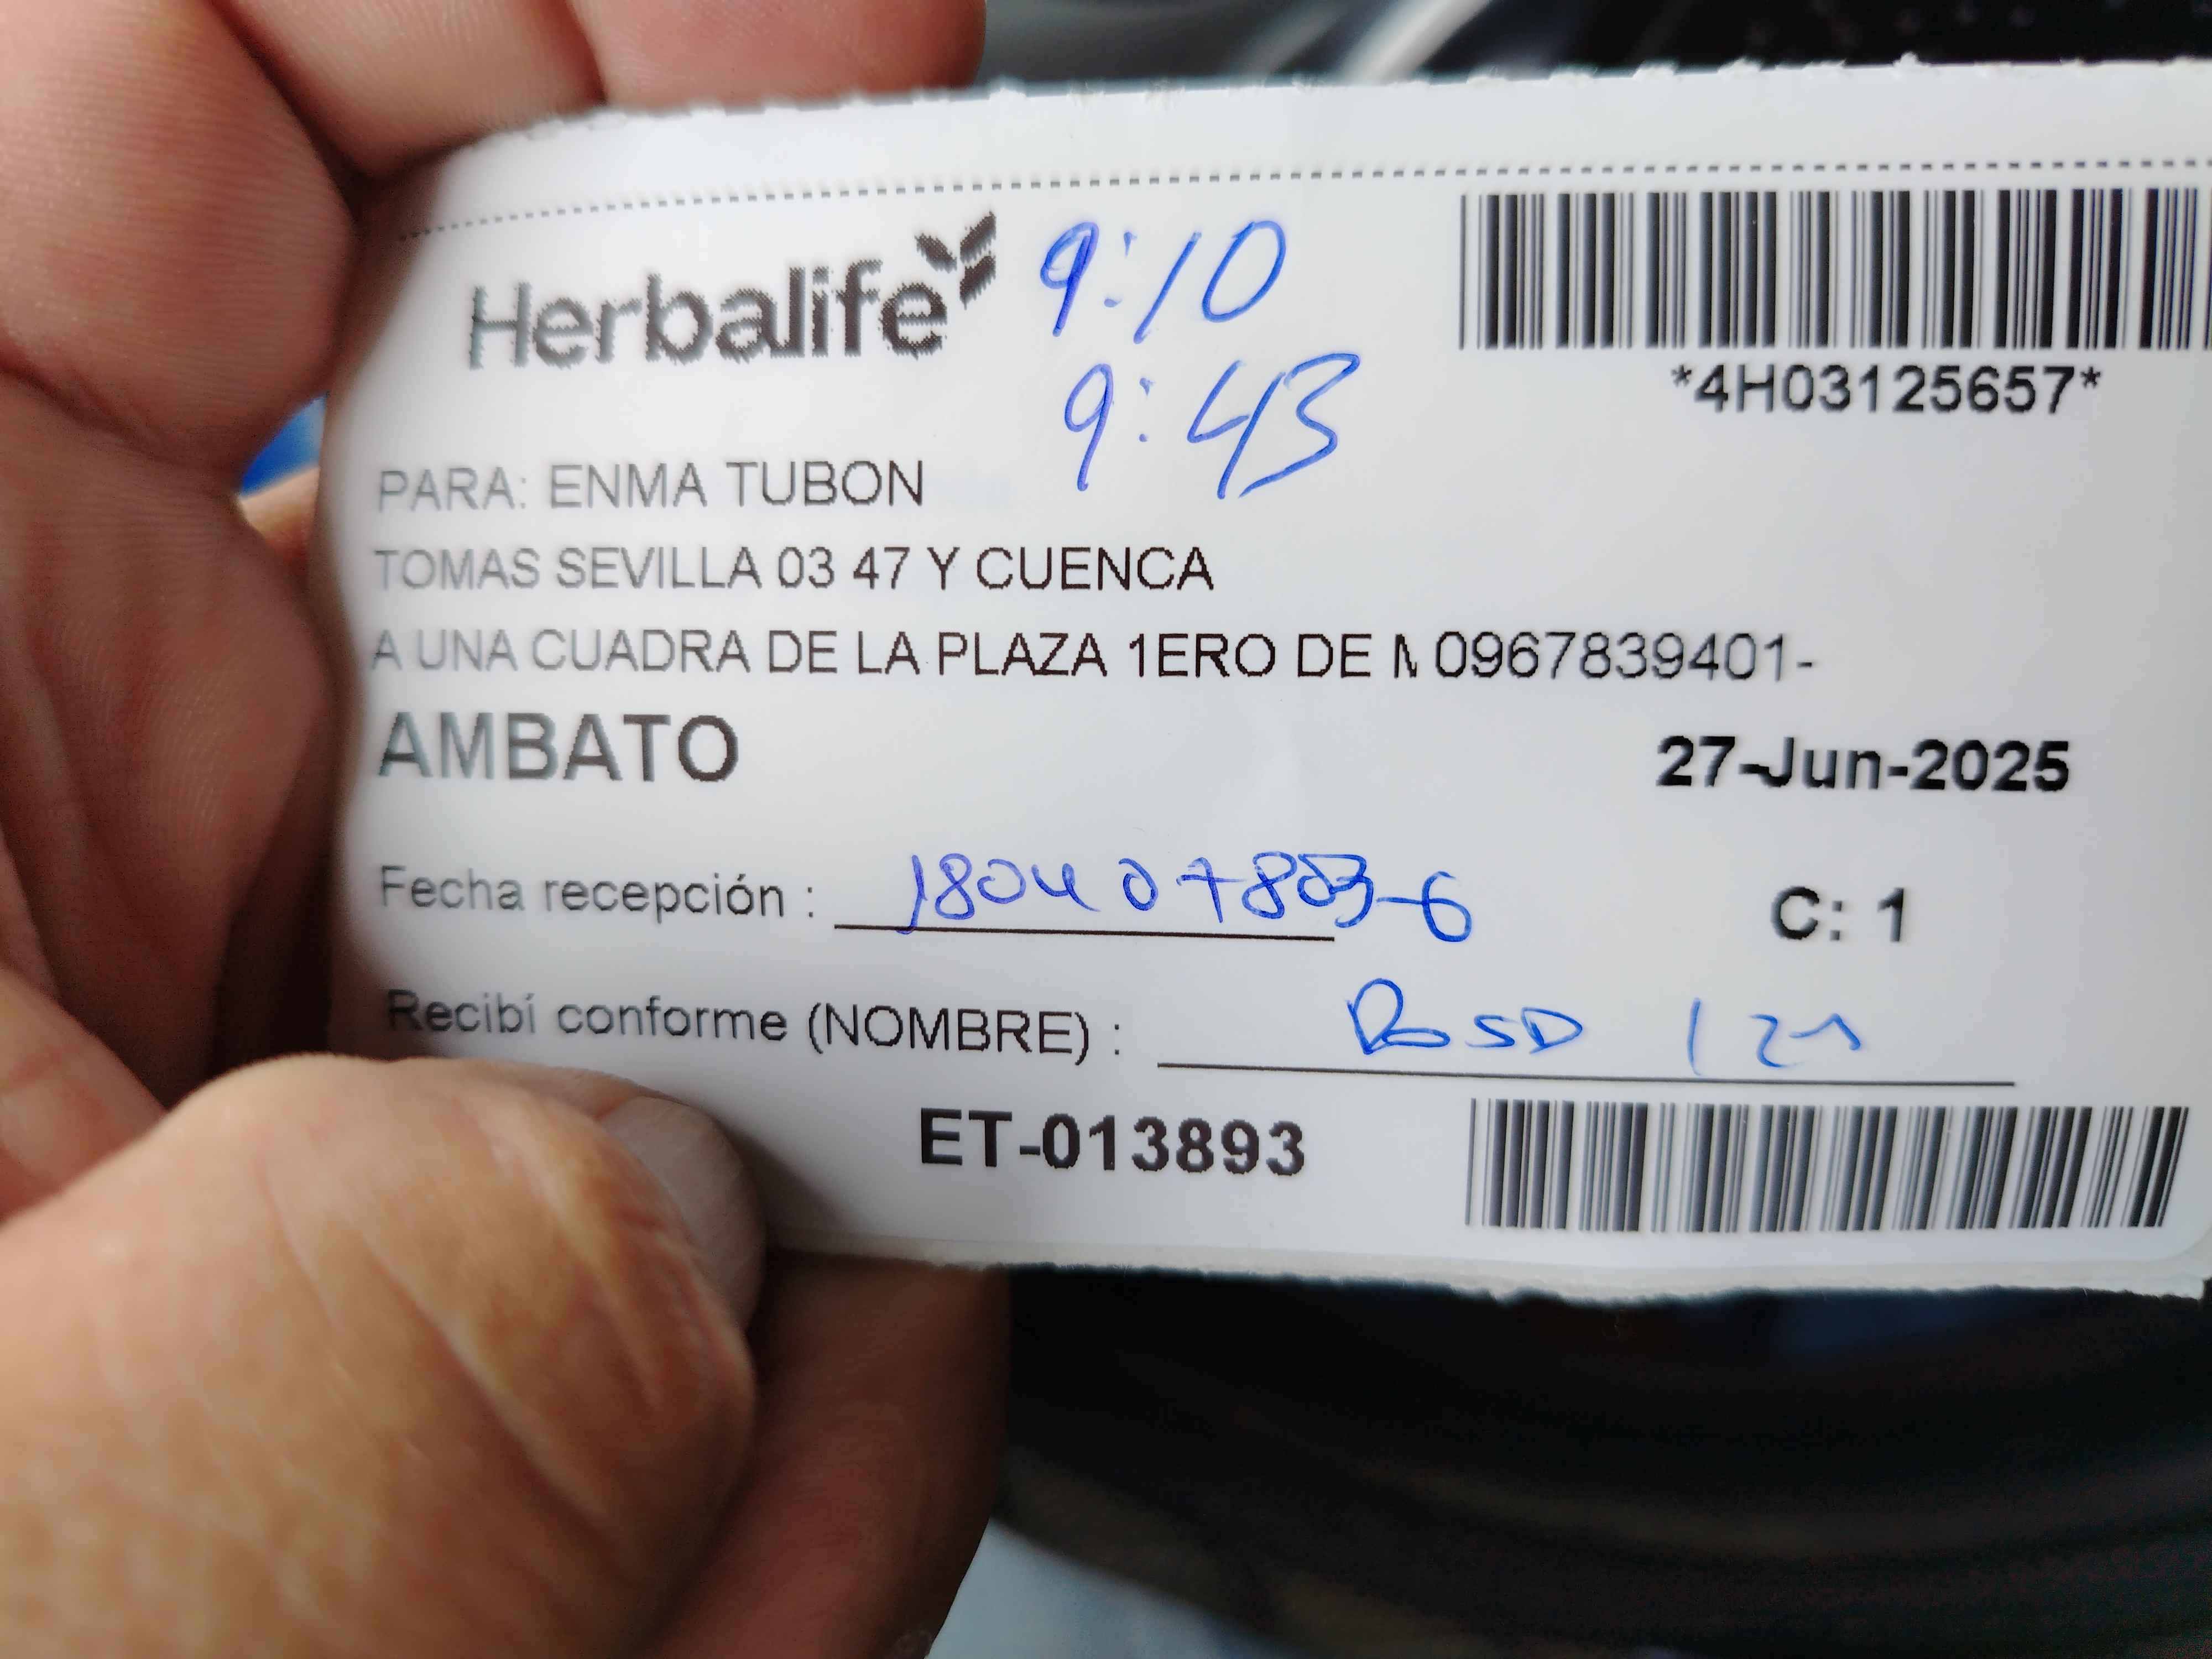 Herbalife
9:10
9:43
*4H03125657*
PARA: ENMA TUBON
TOMAS SEVILLA 03 47 Y CUENCA
A UNA CUADRA DE LA PLAZA 1ERO DE M 0967839401-
AMBATO
27-Jun-2025
Fecha recepción : 180407803-6
C: 1
Recibí conforme (NOMBRE) :
ET-013893